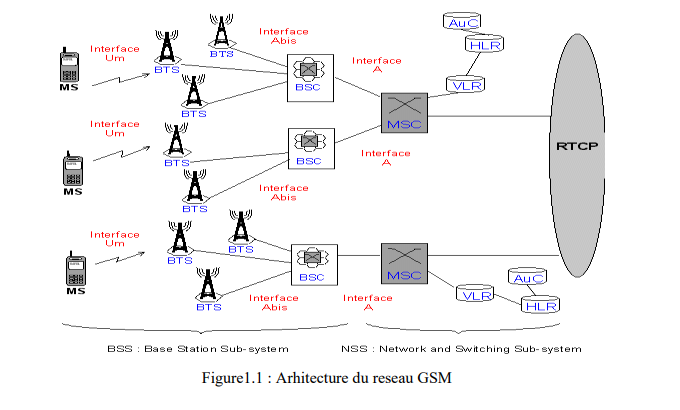 AuC
HLR
VLR
Interface
Abis
Interface
Um
BTS
BTS
BSC
Interface
A
MS
BTS
MSC
Interface
Um
BTS
BSC
Interface
A
RTCP
MS
BTS
Interface
Abis
Interface
Um
BTS
BTS
BSC
MSC
AuC
MS
BTS
Interface
Abis
Interface
A
VLR
HLR
BSS : Base Station Sub-system
NSS : Network and Switching Sub-system
Figure1.1 : Arhitecture du reseau GSM